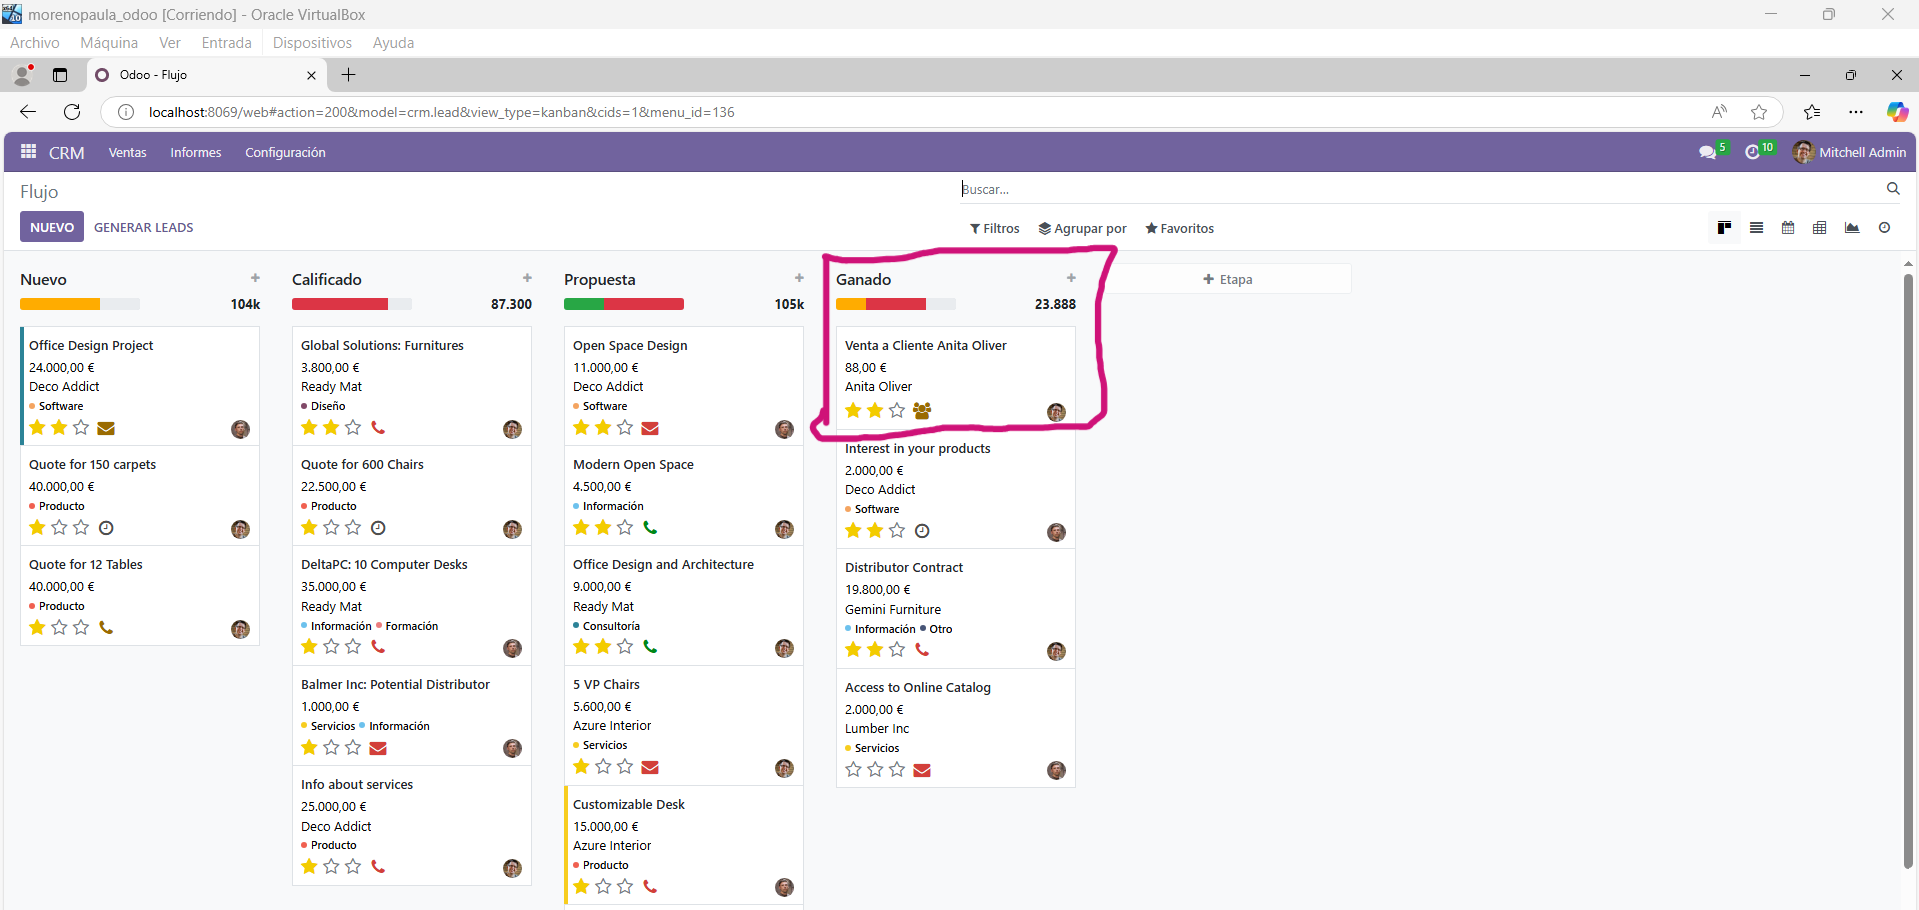 morenopaula_odoo [Corriendo] - Oracle VirtualBox
Archivo Máquina Ver Entrada Dispositivos Ayuda
Odoo - Flujo
localhost:8069/web#action=200&model=crm.lead&view_type=kanban&cids=1&menu_id=136
CRM Ventas Informes Configuración 5 10 Mitchell Admin
Flujo
Buscar...
NUEVO GENERAR LEADS
Filtros Agrupar por Favoritos
Nuevo
104k
Office Design Project
24.000,00 €
Deco Addict
Software
Quote for 150 carpets
40.000,00 €
Producto
Quote for 12 Tables
40.000,00 €
Producto
Calificado
87.300
Global Solutions: Furnitures
3.800,00 €
Ready Mat
Diseño
Quote for 600 Chairs
22.500,00 €
Producto
DeltaPC: 10 Computer Desks
35.000,00 €
Ready Mat
Información Formación
Balmer Inc: Potential Distributor
1.000,00 €
Servicios Información
Info about services
25.000,00 €
Deco Addict
Producto
Propuesta
105k
Open Space Design
11.000,00 €
Deco Addict
Software
Modern Open Space
4.500,00 €
Información
Office Design and Architecture
9.000,00 €
Ready Mat
Consultoría
5 VP Chairs
5.600,00 €
Azure Interior
Servicios
Customizable Desk
15.000,00 €
Azure Interior
Producto
Ganado
23.888
Venta a Cliente Anita Oliver
88,00 €
Anita Oliver
Interest in your products
2.000,00 €
Deco Addict
Software
Distributor Contract
19.800,00 €
Gemini Furniture
Información Otro
Access to Online Catalog
2.000,00 €
Lumber Inc
Servicios
Etapa